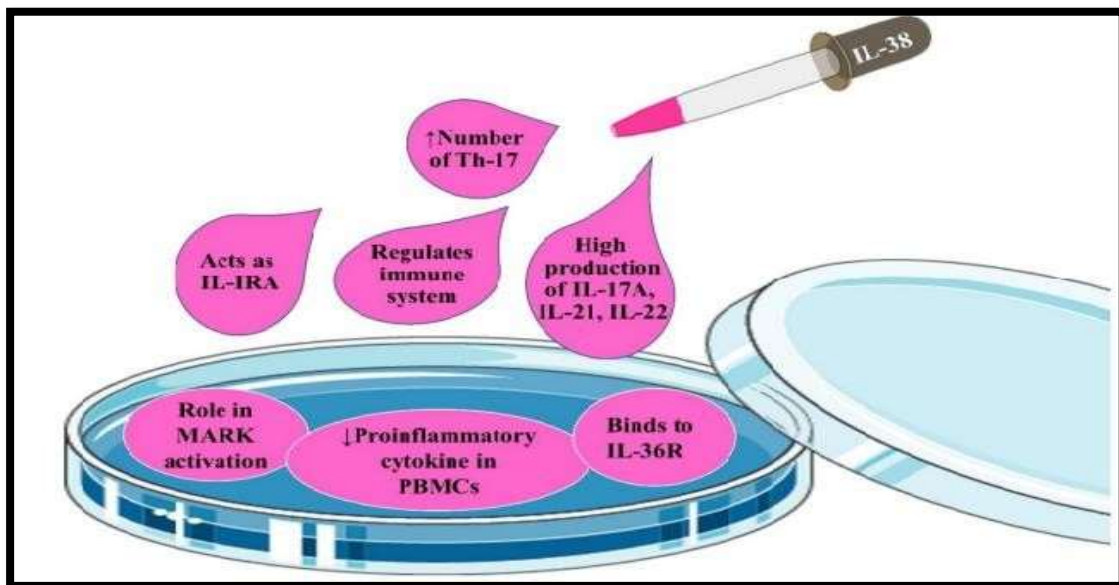 IL-38
↑Number
of Th-17
Acts as
IL-IRA
Regulates
immune
system
High
production
of IL-17A,
IL-21, IL-22
Role in
MARK
activation
↓Proinflammatory
cytokine in
PBMCs
Binds to
IL-36R